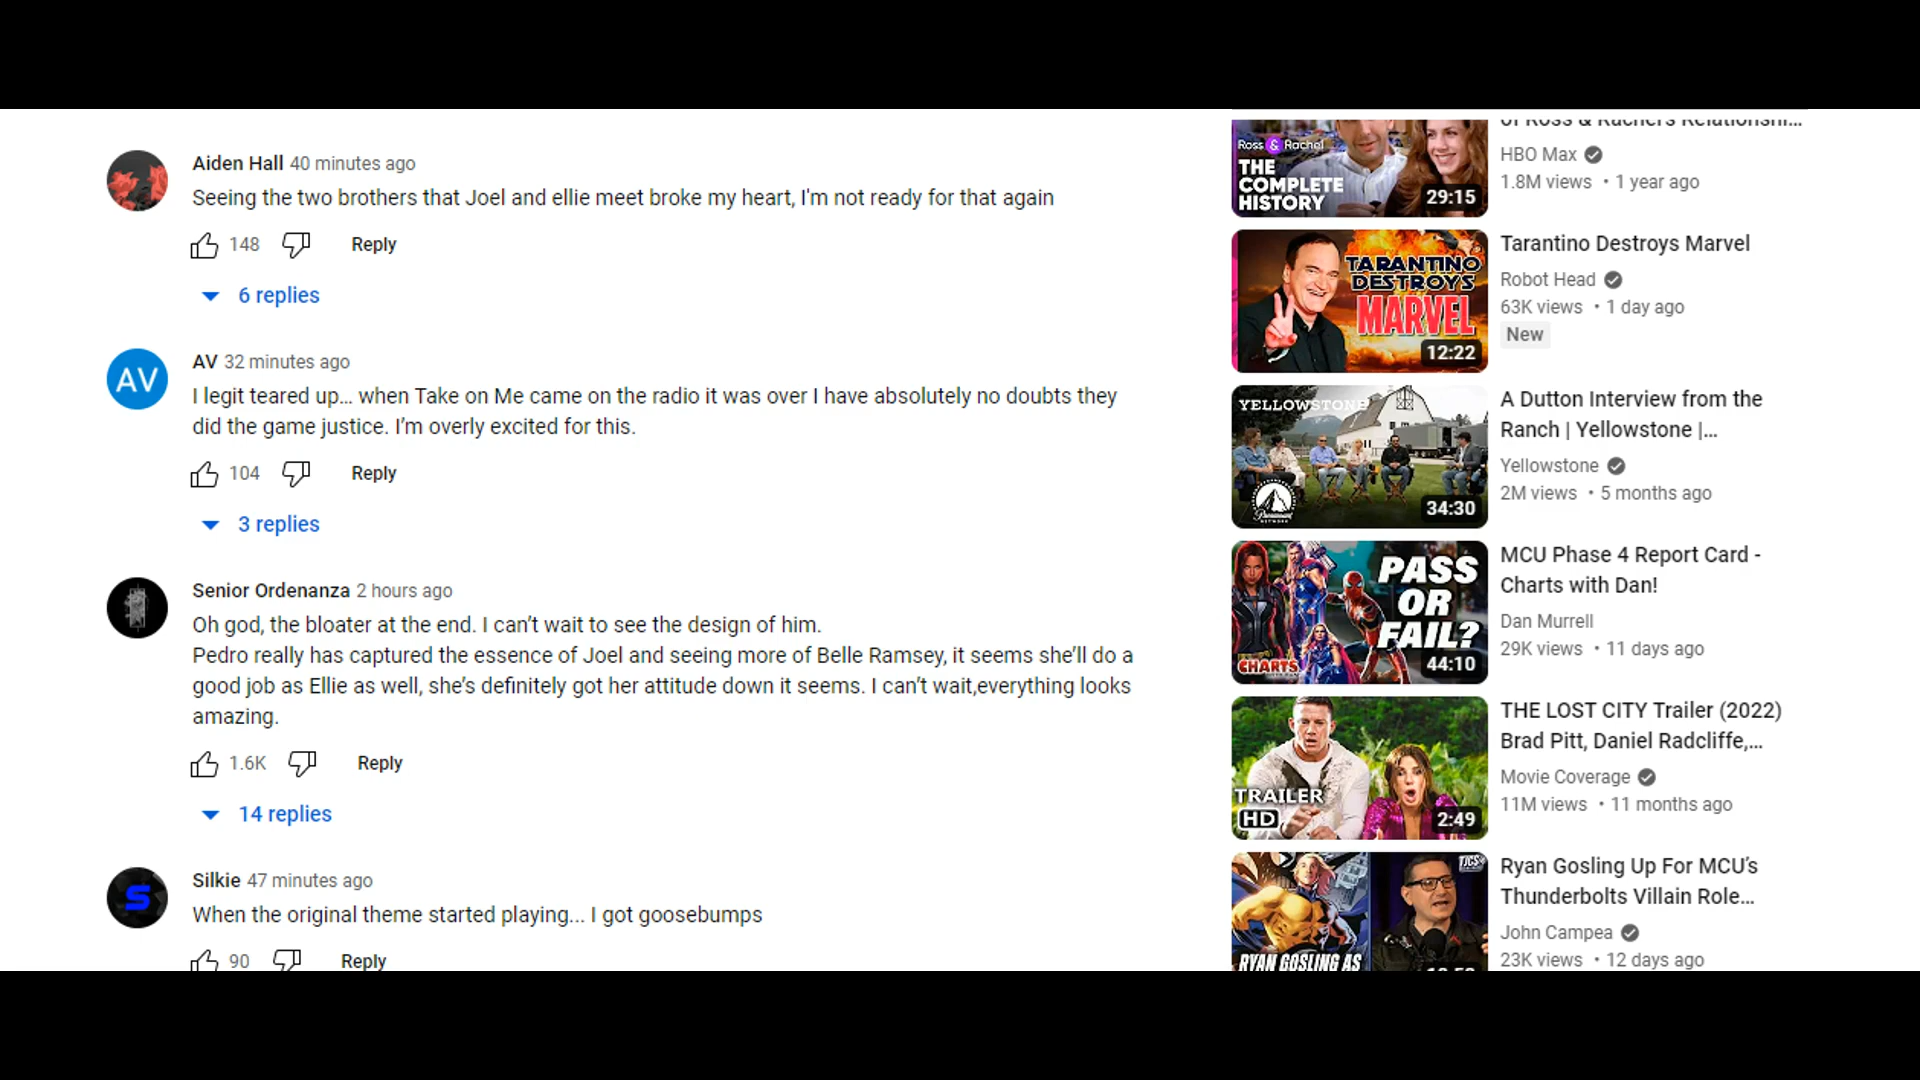 Aiden Hall 40 minutes ago
Seeing the two brothers that Joel and ellie meet broke my heart, I'm not ready for that again
148 Reply
6 replies
AV
AV 32 minutes ago
I legit teared up... when Take on Me came on the radio it was over I have absolutely no doubts they
did the game justice. I'm overly excited for this.
104 Reply
3 replies
Senior Ordenanza 2 hours ago
Oh god, the bloater at the end. I can't wait to see the design of him.
Pedro really has captured the essence of Joel and seeing more of Belle Ramsey, it seems she'll do a
good job as Ellie as well, she's definitely got her attitude down it seems. I can't wait,everything looks
amazing.
1.6K Reply
14 replies
S
Silkie 47 minutes ago
When the original theme started playing... I got goosebumps
90 Reply
Ross & Rachel
THE
COMPLETE
HISTORY
29:15
of Ross & Rachel's Relationshi...
HBO Max
1.8M views • 1 year ago
TARANTINO
DESTROYS
MARVEL
12:22
Tarantino Destroys Marvel
Robot Head
63K views • 1 day ago
New
YELLOWSTONE
Paramount
NETWORK
34:30
A Dutton Interview from the
Ranch | Yellowstone |...
Yellowstone
2M views • 5 months ago
PASS
OR
FAIL?
CHARTS
44:10
MCU Phase 4 Report Card -
Charts with Dan!
Dan Murrell
29K views • 11 days ago
TRAILER
HD
2:49
THE LOST CITY Trailer (2022)
Brad Pitt, Daniel Radcliffe,...
Movie Coverage
11M views • 11 months ago
TJCS
RYAN GOSLING AS
Ryan Gosling Up For MCU's
Thunderbolts Villain Role...
John Campea
23K views • 12 days ago